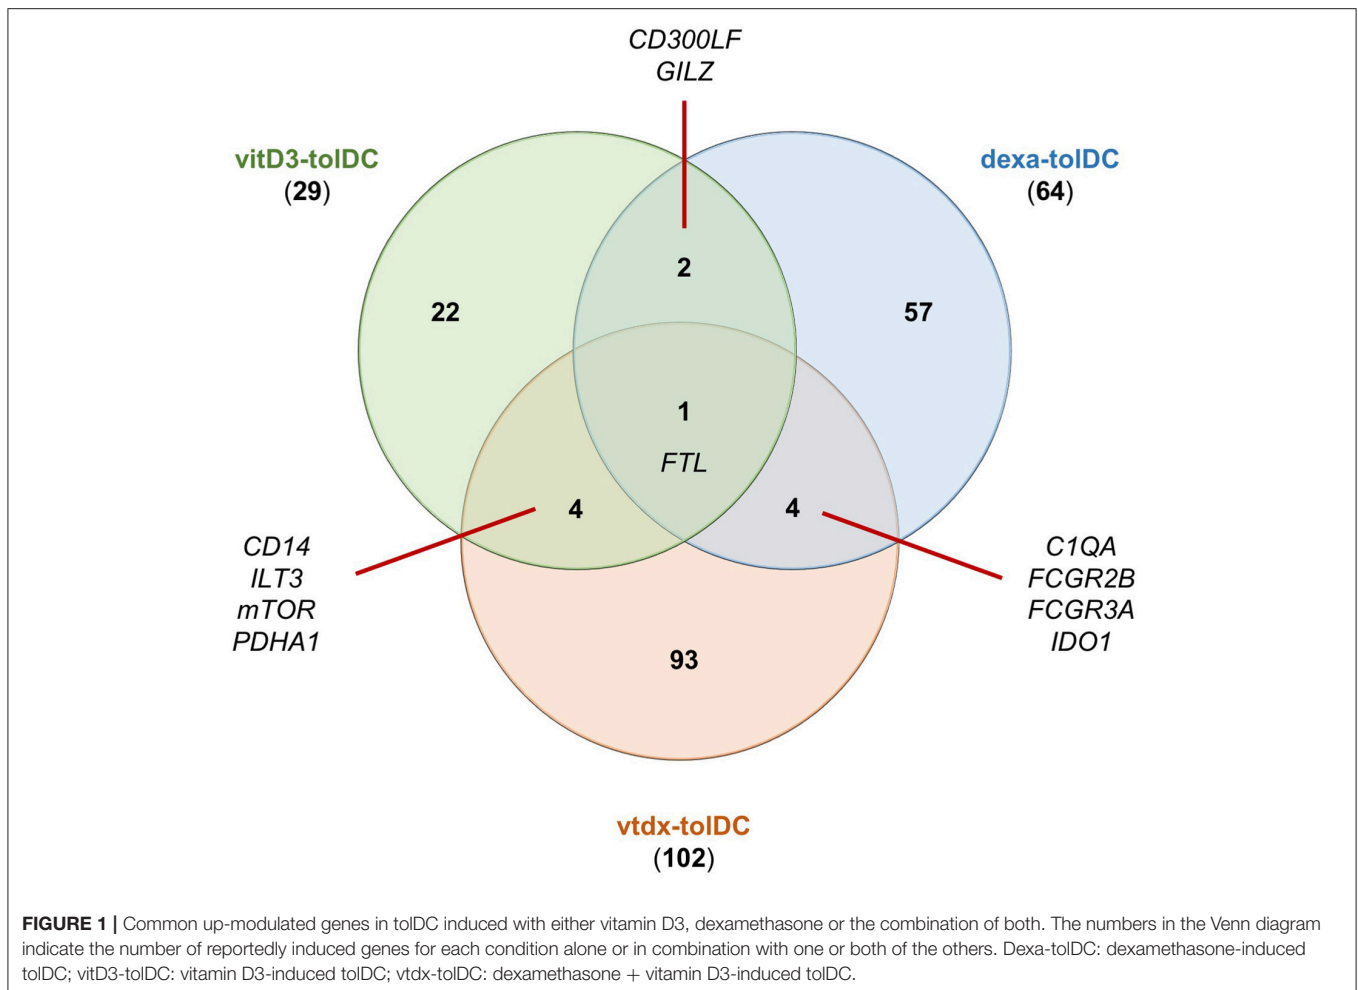 CD300LF
GILZ
vitD3-tolDC
(29)
dexa-tolDC
(64)
2
22
57
1
FTL
4
4
CD14
ILT3
mTOR
PDHA1
C1QA
FCGR2B
FCGR3A
IDO1
93
vtdx-tolDC
(102)
FIGURE 1 | Common up-modulated genes in tolDC induced with either vitamin D3, dexamethasone or the combination of both. The numbers in the Venn diagram
indicate the number of reportedly induced genes for each condition alone or in combination with one or both of the others. Dexa-tolDC: dexamethasone-induced
tolDC; vitD3-tolDC: vitamin D3-induced tolDC; vtdx-tolDC: dexamethasone + vitamin D3-induced tolDC.